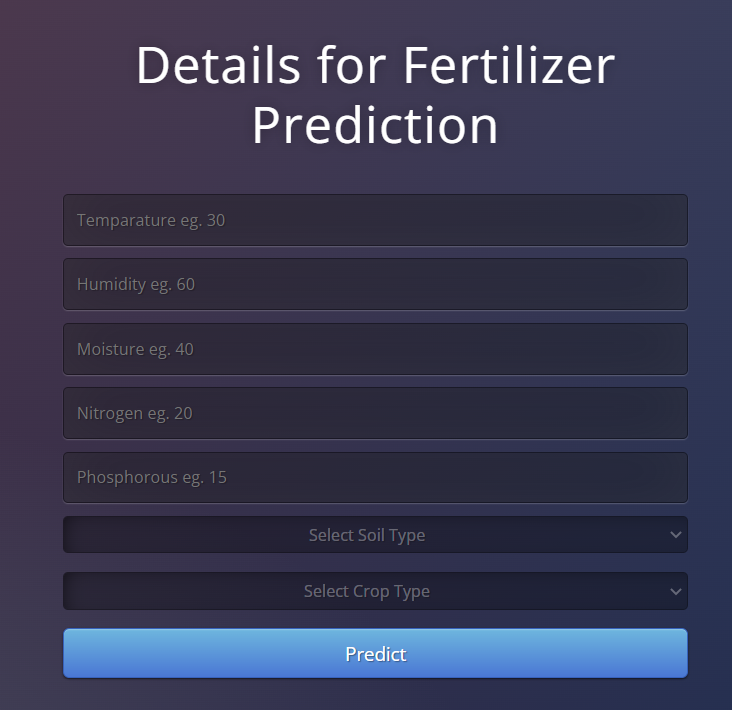 Details for Fertilizer
Prediction
Temparature eg. 30
Humidity eg. 60
Moisture eg. 40
Nitrogen eg. 20
Phosphorous eg. 15
Select Soil Type
Select Crop Type
Predict